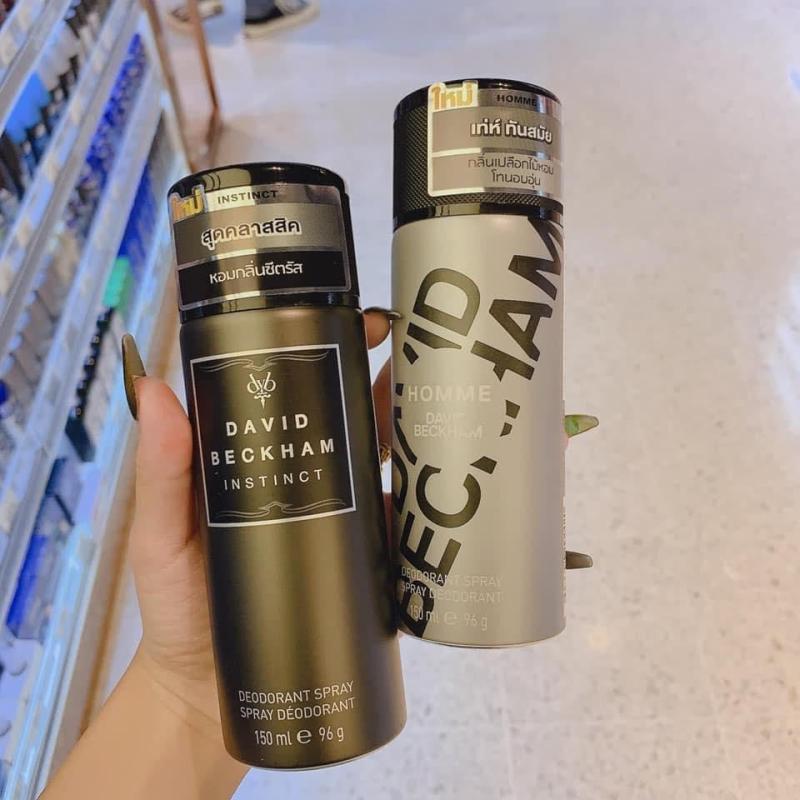 ใหม่
INSTINCT
สุดคลาสสิค
หอมกลิ่นซีตรัส
dvb
DAVID
BECKHAM
INSTINCT
DEODORANT SPRAY
SPRAY DÉODORANT
150 ml e 96 g
ใหม่
HOMME
เท่ห์ ทันสมัย
กลิ่นเปลือกไม้หอม
โทนอบอุ่น
DAVID
BECKHAM
HOMME
DAVID
BECKHAM
DEODORANT SPRAY
SPRAY DÉODORANT
150 ml e 96 g